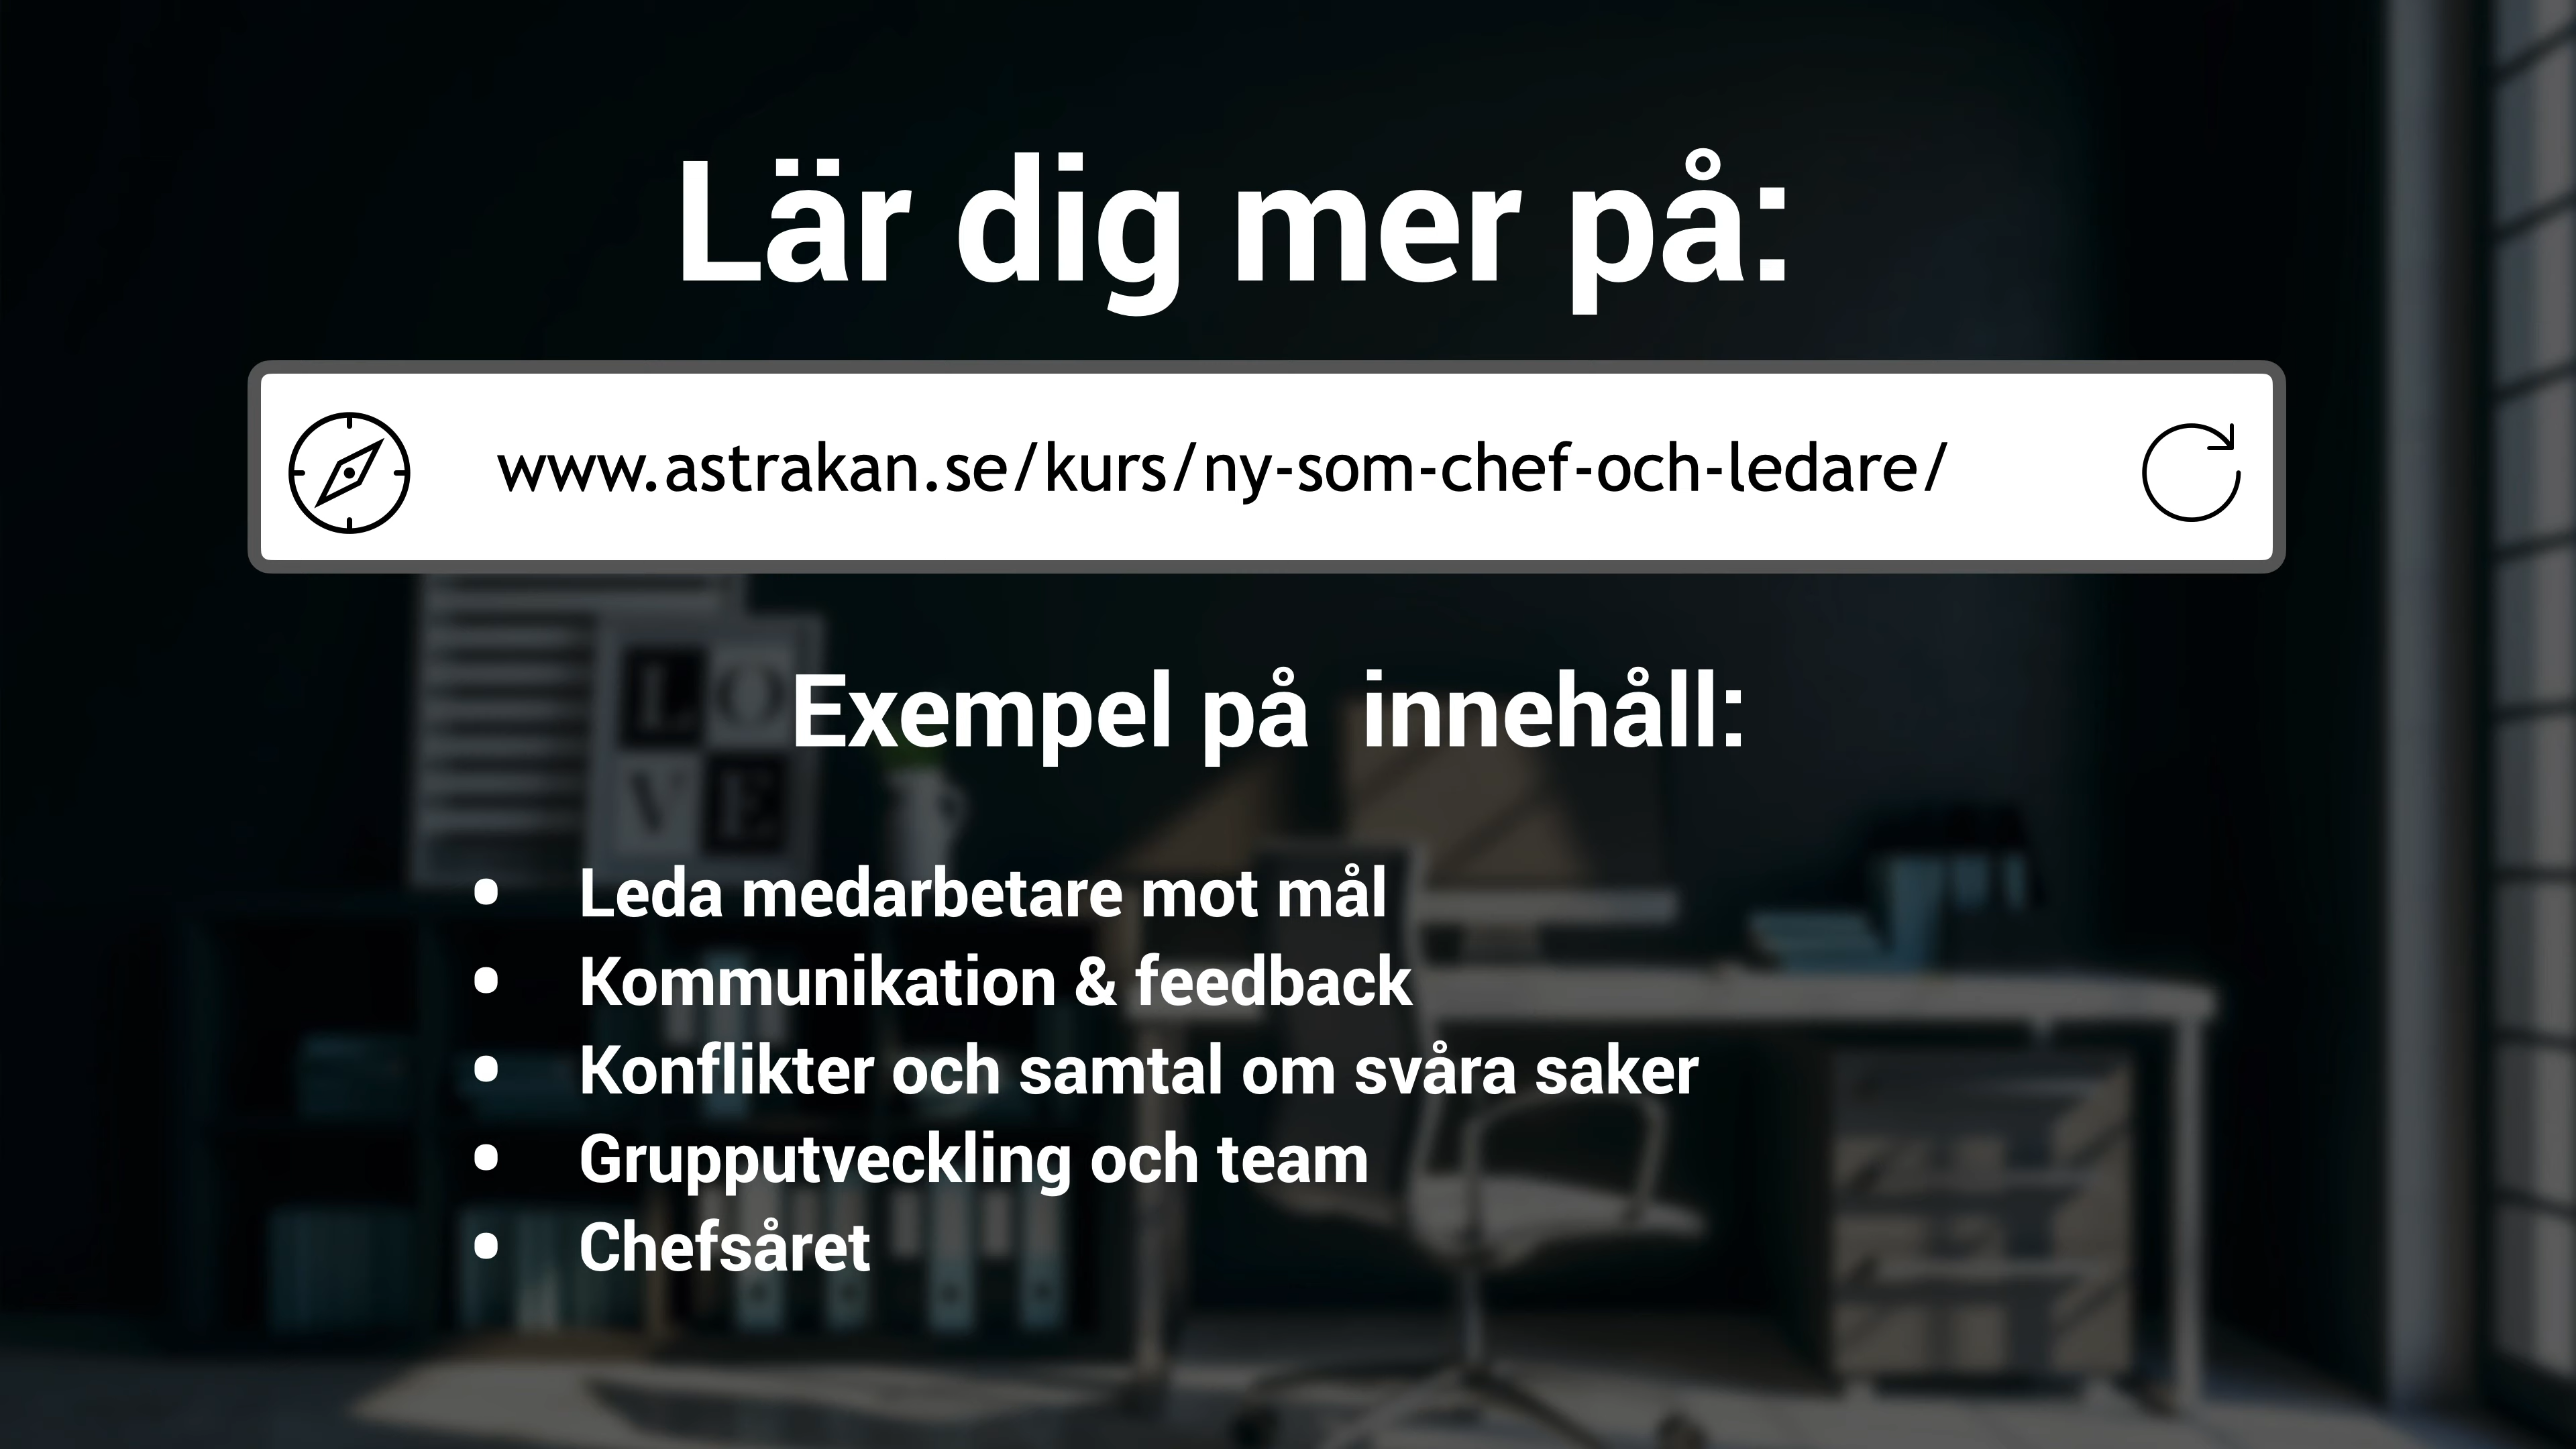 Lär dig mer på:
www.astrakan.se/kurs/ny-som-chef-och-ledare/
L O
V E
Exempel på  innehåll:
• Leda medarbetare mot mål
• Kommunikation & feedback
• Konflikter och samtal om svåra saker
• Grupputveckling och team
• Chefsåret